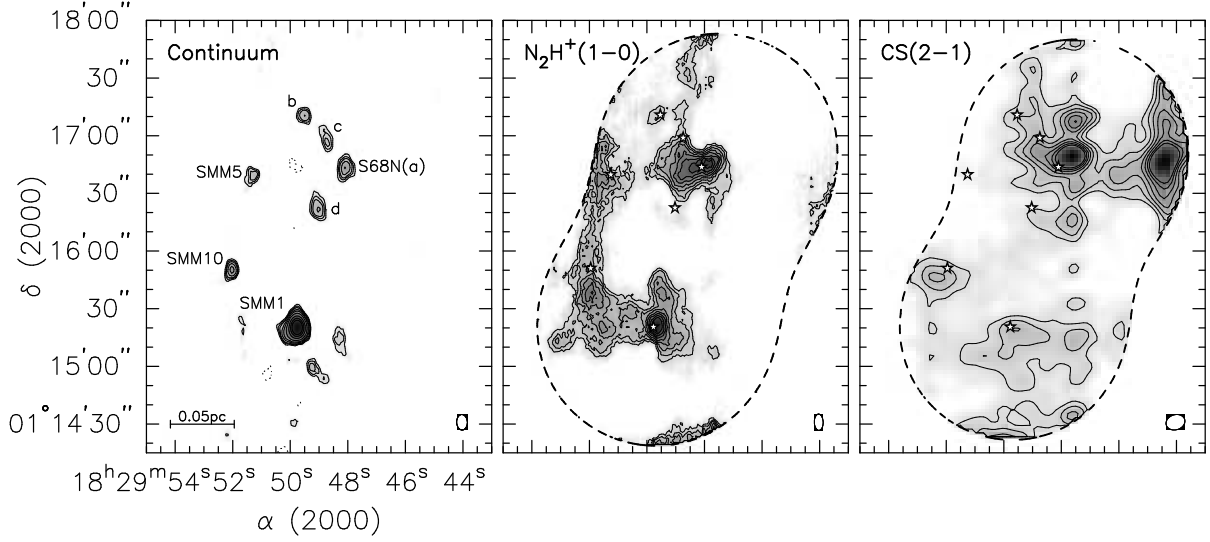 18°00'00"
Continuum
N₂H⁺(1−0)
CS(2−1)
30"
b
c
17'00"
SMM5
S68N(a)
30"
d
16'00"
SMM10
SMM1
30"
15'00"
0.05pc
01° 14'30"
18ʰ29ᵐ54ˢ 52ˢ 50ˢ 48ˢ 46ˢ 44ˢ
α (2000)
δ (2000)